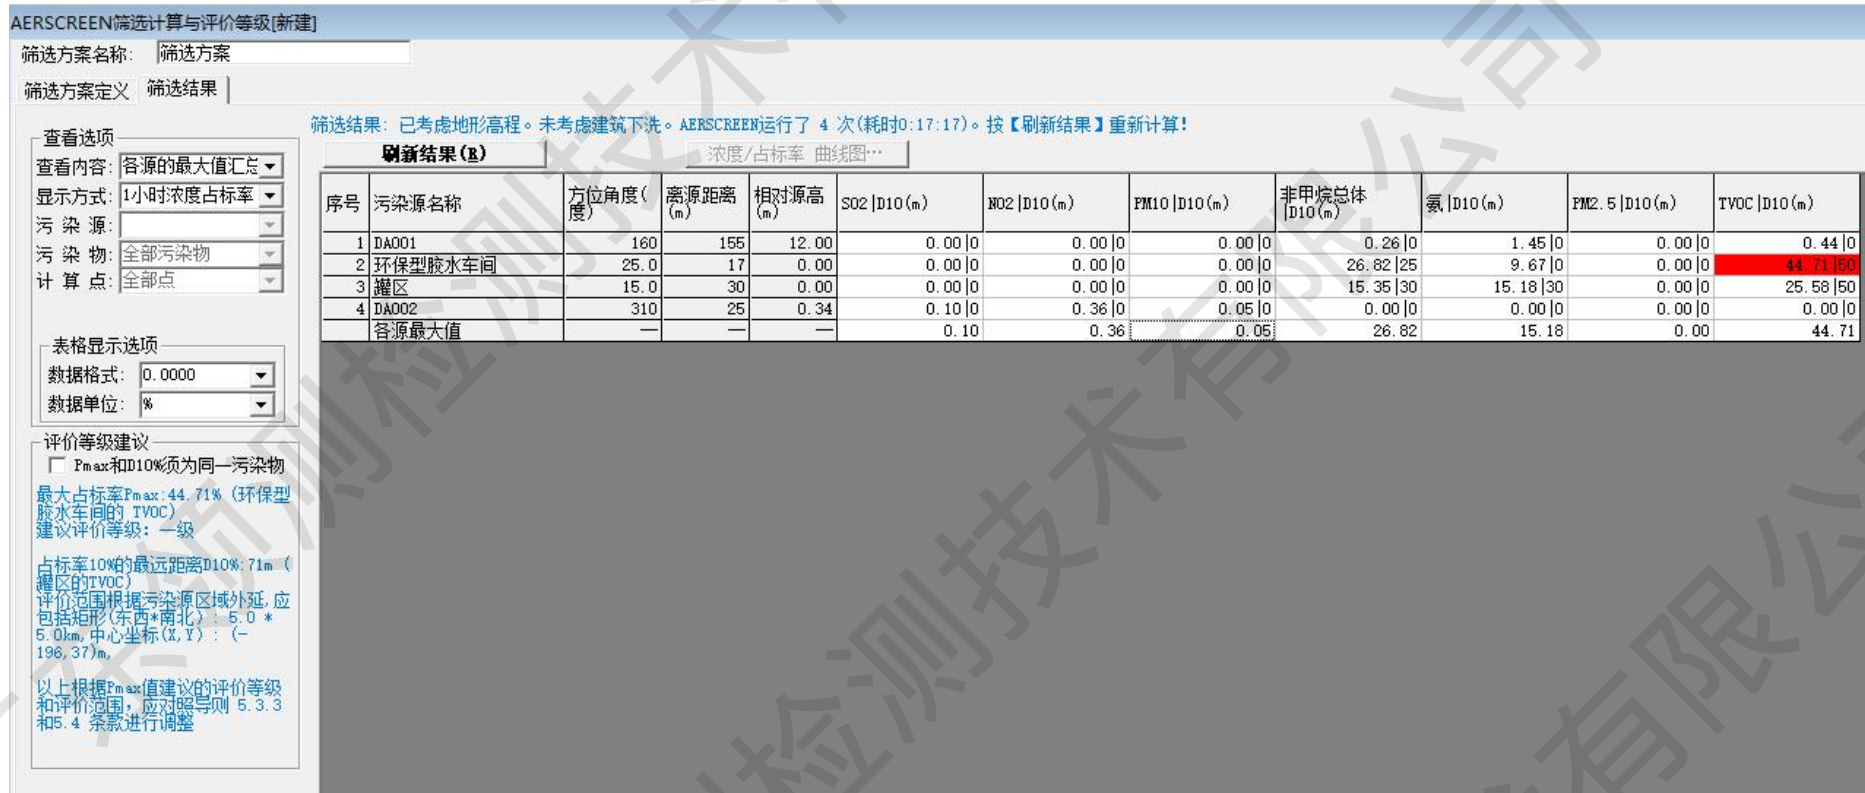 AERSCREEN筛选计算与评价等级[新建]
筛选方案名称: 筛选方案
筛选方案定义 筛选结果
查看选项
查看内容: 各源的最大值汇总
显示方式: 1小时浓度占标率
污 染 源:
污 染 物: 全部污染物
计 算 点: 全部点
表格显示选项
数据格式: 0.0000
数据单位: %
评价等级建议
Pmax和D10%须为同一污染物
最大占标率Pmax:44.71% (环保型
胶水车间的 TVOC)
建议评价等级: 一级
占标率10%的最远距离D10%:71m (
罐区的TVOC)
评价范围根据污染源区域外延,应
包括矩形(东西*南北): 5.0 *
5.0km,中心坐标(X,Y): (-
196,37)m,
以上根据Pmax值建议的评价等级
和评价范围,应对照导则 5.3.3
和5.4 条款进行调整
筛选结果: 已考虑地形高程。未考虑建筑下洗。AERSCREEN运行了 4 次(耗时0:17:17)。按【刷新结果】重新计算!
刷新结果(R) 浓度/占标率 曲线图…
序号 污染源名称 方位角度(度) 离源距离(m) 相对源高(m) SO2|D10(m) NO2|D10(m) PM10|D10(m) 非甲烷总体|D10(m) 氨|D10(m) PM2.5|D10(m) TVOC|D10(m)
1 DA001 160 155 12.00 0.00|0 0.00|0 0.00|0 0.26|0 1.45|0 0.00|0 0.44|0
2 环保型胶水车间 25.0 17 0.00 0.00|0 0.00|0 0.00|0 26.82|25 9.67|0 0.00|0 44.71|50
3 罐区 15.0 30 0.00 0.00|0 0.00|0 0.00|0 15.35|30 15.18|30 0.00|0 25.58|50
4 DA002 310 25 0.34 0.10|0 0.36|0 0.05|0 0.00|0 0.00|0 0.00|0 0.00|0
各源最大值 — — — 0.10 0.36 0.05 26.82 15.18 0.00 44.71